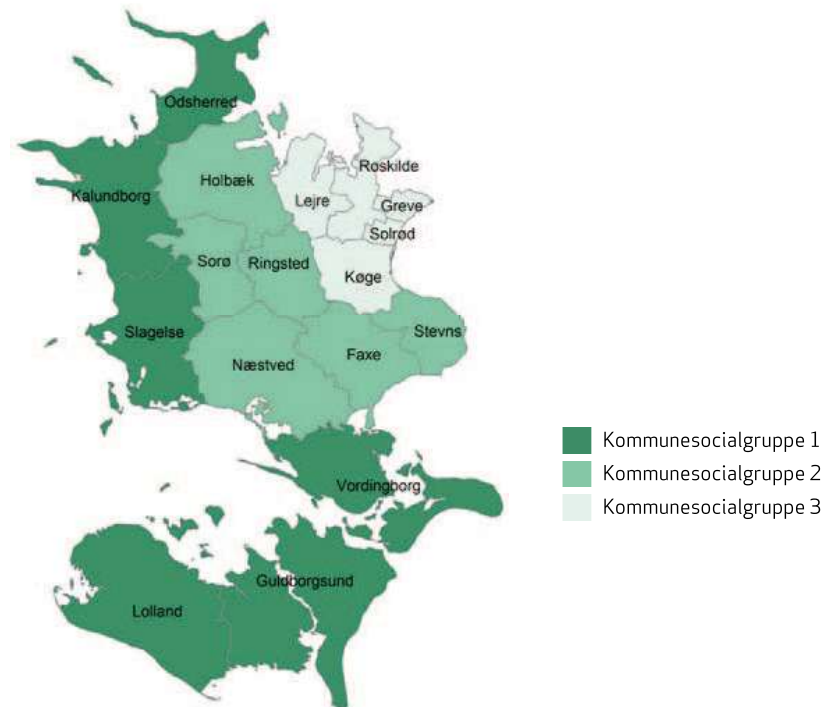 Odsherred
Roskilde
Holbæk
Kalundborg
Lejre
Greve
Solrød
Sorø
Ringsted
Køge
Slagelse
Stevns
Faxe
Næstved
Kommunesocialgruppe 1
Kommunesocialgruppe 2
Vordingborg
Kommunesocialgruppe 3
Guldborgsund
Lolland